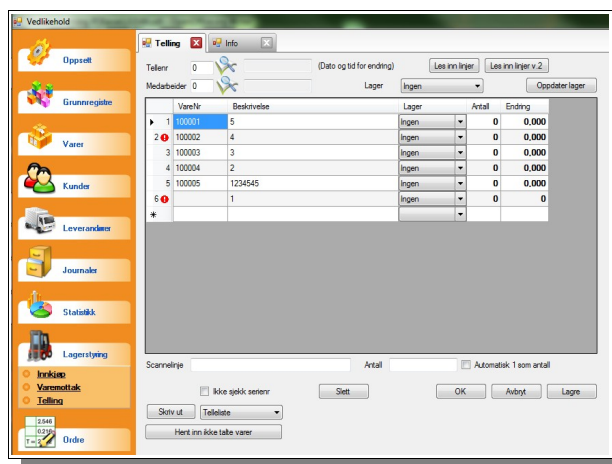 Vedlikehold
Telling
Info
Oppsett
Tellenr 0
(Dato og tid for endring)
Les inn linjer
Les inn linjer v.2
Medarbeider 0
Lager
Ingen
Oppdater lager
Grunnregistre
VareNr Beskrivelse Lager Antall Endring
1 100001 5 Ingen 0 0,000
2 100002 4 Ingen 0 0,000
3 100003 3 Ingen 0 0,000
4 100004 2 Ingen 0 0,000
5 100005 1234545 Ingen 0 0,000
6 1 Ingen 0 0
Varer
Kunder
Leverandører
Journaler
Statistikk
Lagerstyring
Innkjøp
Varemottak
Telling
Ordre
Scannelinje
Antall
Automatisk 1 som antall
Ikke sjekk serienr
Slett
OK
Avbryt
Lagre
Skriv ut
Telleliste
Hent inn ikke talte varer